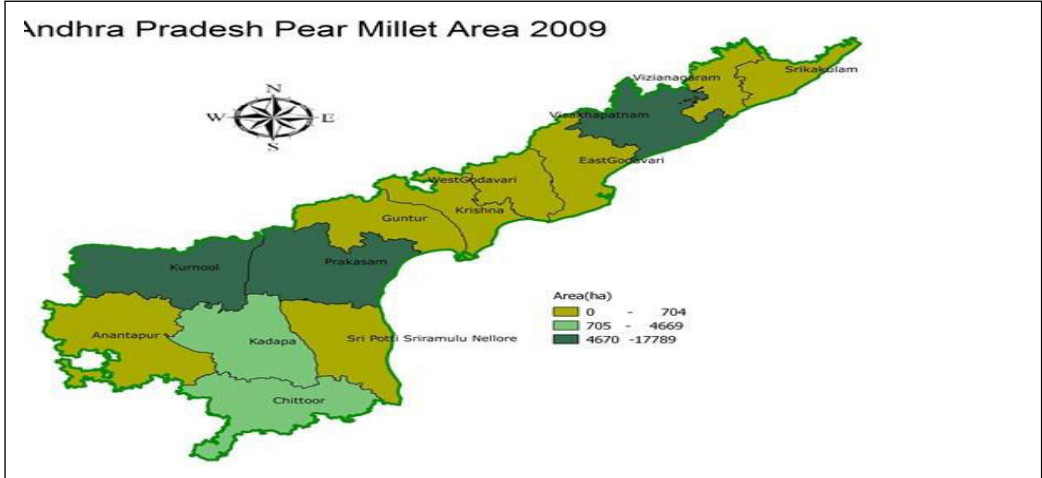 Andhra Pradesh Pear Millet Area 2009
N
W E
S
Srikakulam
Vizianagaram
Visakhapatnam
EastGodavari
WestGodavari
Krishna
Guntur
Prakasam
Kurnool
Anantapur
Kadapa
Sri Potti Sriramulu Nellore
Chittoor
Area(ha)
0 - 704
705 - 4669
4670 -17789